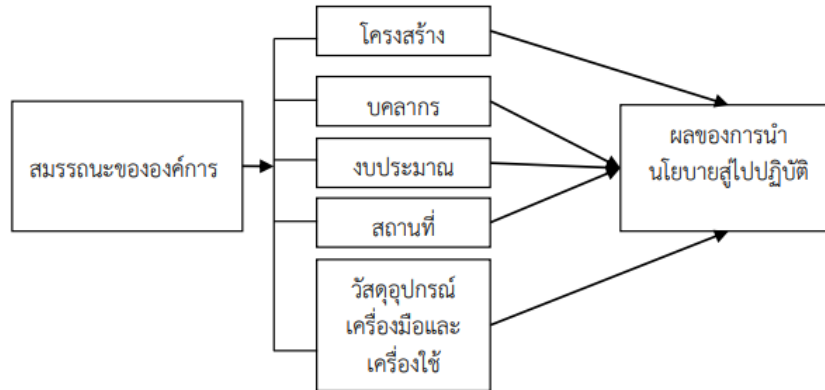 โครงสร้าง
บคลากร
งบประมาณ
สถานที่
วัสดุอุปกรณ์
เครื่องมือและ
เครื่องใช้
สมรรถนะขององค์การ
ผลของการนำ
นโยบายสู่ไปปฏิบัติ